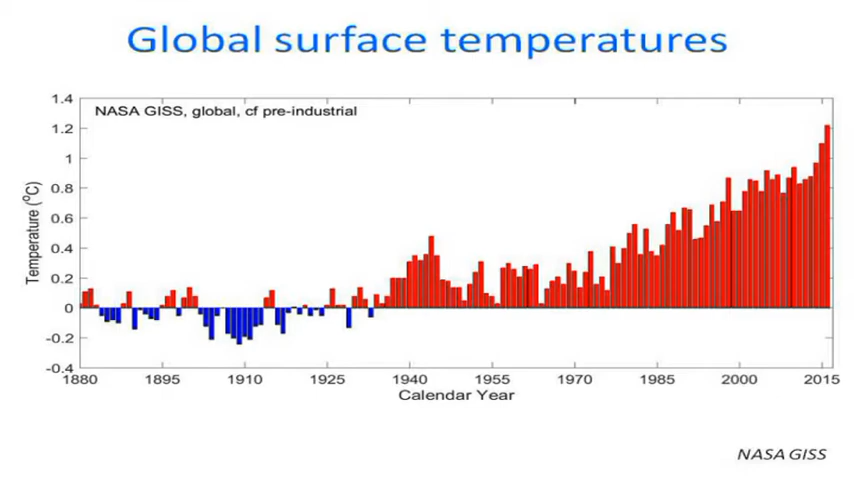 Global surface temperatures
NASA GISS, global, cf pre-industrial
1.4
1.2
1
0.8
0.6
0.4
0.2
0
-0.2
-0.4
Temperature (°C)
1880 1895 1910 1925 1940 1955 1970 1985 2000 2015
Calendar Year
NASA GISS